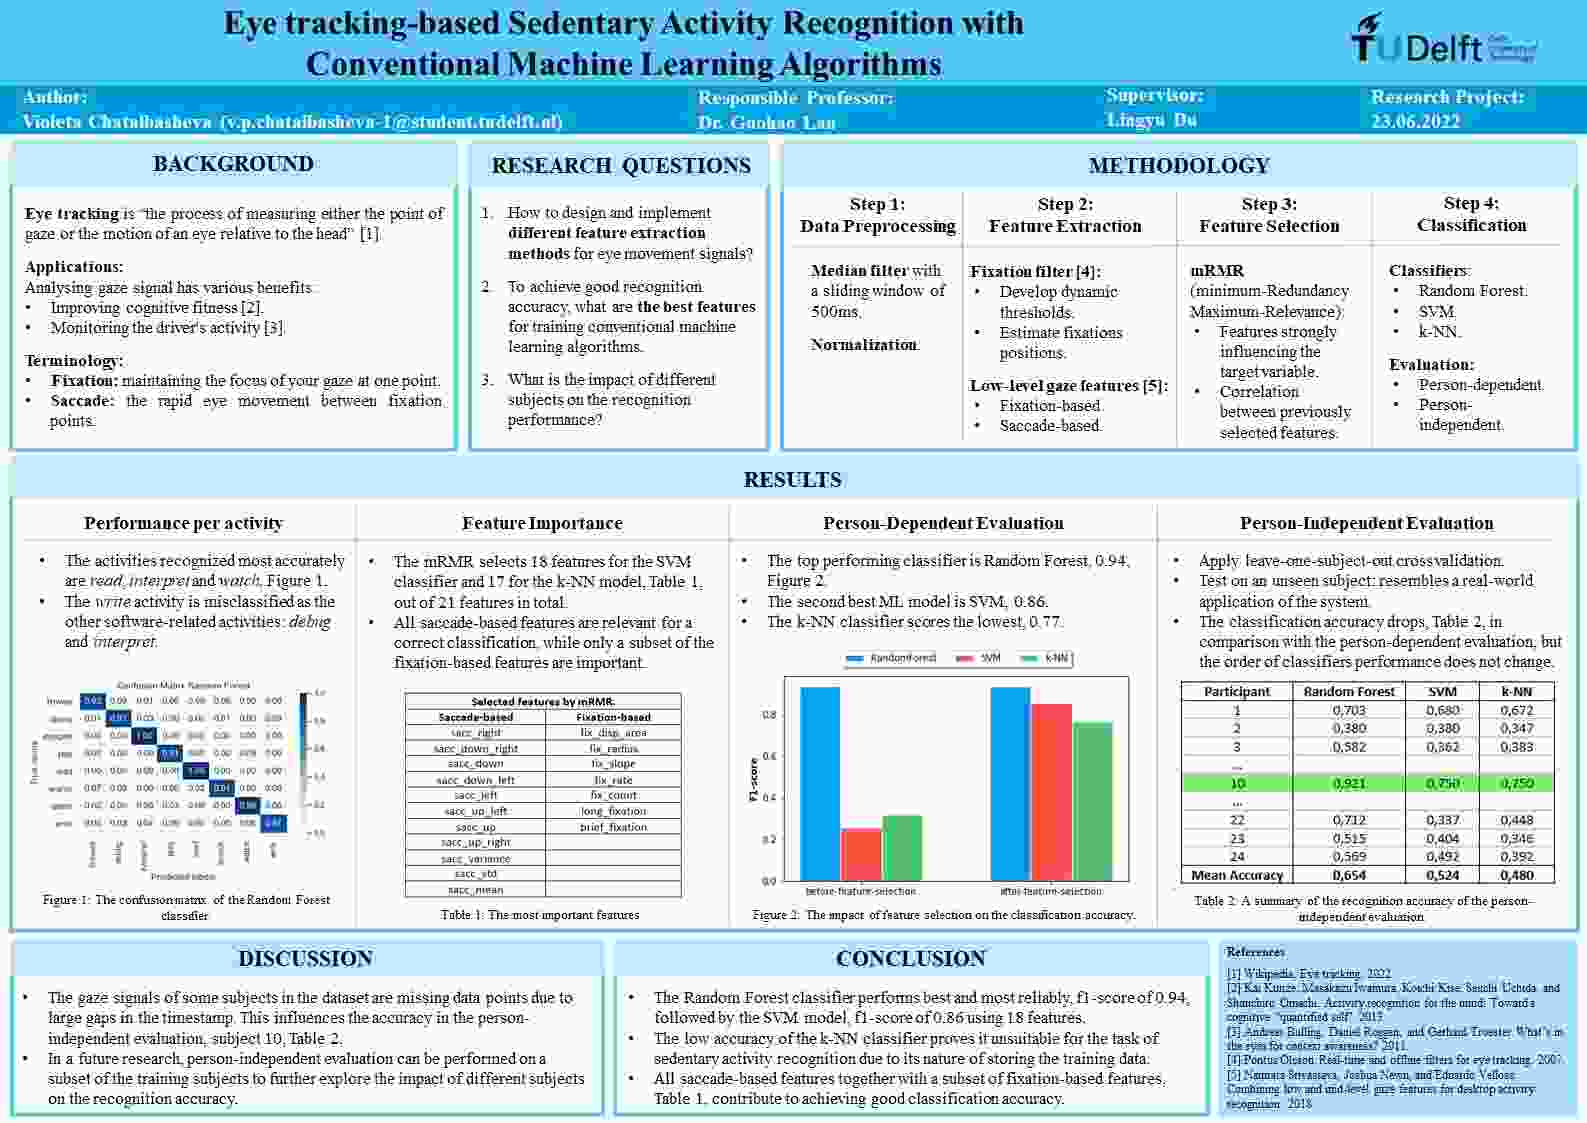 Eye tracking-based Sedentary Activity Recognition with
Conventional Machine Learning Algorithms
TU Delft
Author:
Violeta Chatalbasheva (v.p.chatalbasheva-1@student.tudelft.nl)
Responsible Professor:
Dr. Guohao Lan
Supervisor:
Lingyu Du
Research Project:
23.06.2022
BACKGROUND
Eye tracking is "the process of measuring either the point of
gaze or the motion of an eye relative to the head" [1].
Applications:
Analysing gaze signal has various benefits:
• Improving cognitive fitness [2].
• Monitoring the driver's activity [3].
Terminology:
• Fixation: maintaining the focus of your gaze at one point.
• Saccade: the rapid eye movement between fixation
points.
RESEARCH QUESTIONS
1. How to design and implement
different feature extraction
methods for eye movement signals?
2. To achieve good recognition
accuracy, what are the best features
for training conventional machine
learning algorithms.
3. What is the impact of different
subjects on the recognition
performance?
METHODOLOGY
Step 1:
Data Preprocessing
Median filter with
a sliding window of
500ms.
Normalization.
Step 2:
Feature Extraction
Fixation filter [4]:
• Develop dynamic
thresholds.
• Estimate fixations
positions.
Low-level gaze features [5]:
• Fixation-based.
• Saccade-based.
Step 3:
Feature Selection
mRMR
(minimum-Redundancy
Maximum-Relevance):
• Features strongly
influencing the
target variable.
• Correlation
between previously
selected features.
Step 4:
Classification
Classifiers:
• Random Forest.
• SVM.
• k-NN.
Evaluation:
• Person-dependent.
• Person-
independent.
RESULTS
Performance per activity
• The activities recognized most accurately
are read, interpret and watch, Figure 1.
• The write activity is misclassified as the
other software-related activities: debug
and interpret.
Confusion Matrix Random Forest
True labels
Predicted labels
Figure 1: The confusion matrix of the Random Forest
classifier
Feature Importance
• The mRMR selects 18 features for the SVM
classifier and 17 for the k-NN model, Table 1,
out of 21 features in total.
• All saccade-based features are relevant for a
correct classification, while only a subset of the
fixation-based features are important.
Selected features by mRMR
Saccade-based Fixation-based
sacc_right fix_disp_area
sacc_down_right fix_radius
sacc_down fix_slope
sacc_down_left fix_rate
sacc_left fix_count
sacc_up_left long_fixation
sacc_up brief_fixation
sacc_up_right
sacc_variance
sacc_std
sacc_mean
Table 1: The most important features
Person-Dependent Evaluation
• The top performing classifier is Random Forest, 0.94,
Figure 2.
• The second best ML model is SVM, 0.86.
• The k-NN classifier scores the lowest, 0.77.
RandomForest SVM k-NN
F1-score
0.8
0.6
0.4
0.2
0.0
before-feature-selection after-feature-selection
Figure 2: The impact of feature selection on the classification accuracy.
Person-Independent Evaluation
• Apply leave-one-subject-out cross validation.
• Test on an unseen subject: resembles a real-world
application of the system.
• The classification accuracy drops, Table 2, in
comparison with the person-dependent evaluation, but
the order of classifiers performance does not change.
Participant Random Forest SVM k-NN
1 0,703 0,680 0,672
2 0,380 0,380 0,347
3 0,582 0,362 0,383
...
10 0,921 0,750 0,750
...
22 0,712 0,337 0,448
23 0,515 0,404 0,346
24 0,569 0,492 0,392
Mean Accuracy 0,654 0,524 0,480
Table 2: A summary of the recognition accuracy of the person-
independent evaluation
DISCUSSION
• The gaze signals of some subjects in the dataset are missing data points due to
large gaps in the timestamp. This influences the accuracy in the person-
independent evaluation, subject 10, Table 2.
• In a future research, person-independent evaluation can be performed on a
subset of the training subjects to further explore the impact of different subjects
on the recognition accuracy.
CONCLUSION
• The Random Forest classifier performs best and most reliably, f1-score of 0.94,
followed by the SVM model, f1-score of 0.86 using 18 features.
• The low accuracy of the k-NN classifier proves it unsuitable for the task of
sedentary activity recognition due to its nature of storing the training data.
• All saccade-based features together with a subset of fixation-based features,
Table 1, contribute to achieving good classification accuracy.
References
[1] Wikipedia. Eye tracking. 2022
[2] Kai Kunze, Masakazu Iwamura, Koichi Kise, Seiichi Uchida, and
Shinichiro Omachi. Activity recognition for the mind: Toward a
cognitive "quantified self". 2013.
[3] Andreas Bulling, Daniel Roggen, and Gerhard Troester. What's in
the eyes for context awareness? 2011.
[4] Pontus Olsson. Real-time and offline filters for eye tracking. 2007.
[5] Namrata Srivastava, Joshua Newn, and Eduardo Velloso.
Combining low and mid-level gaze features for desktop activity
recognition. 2018